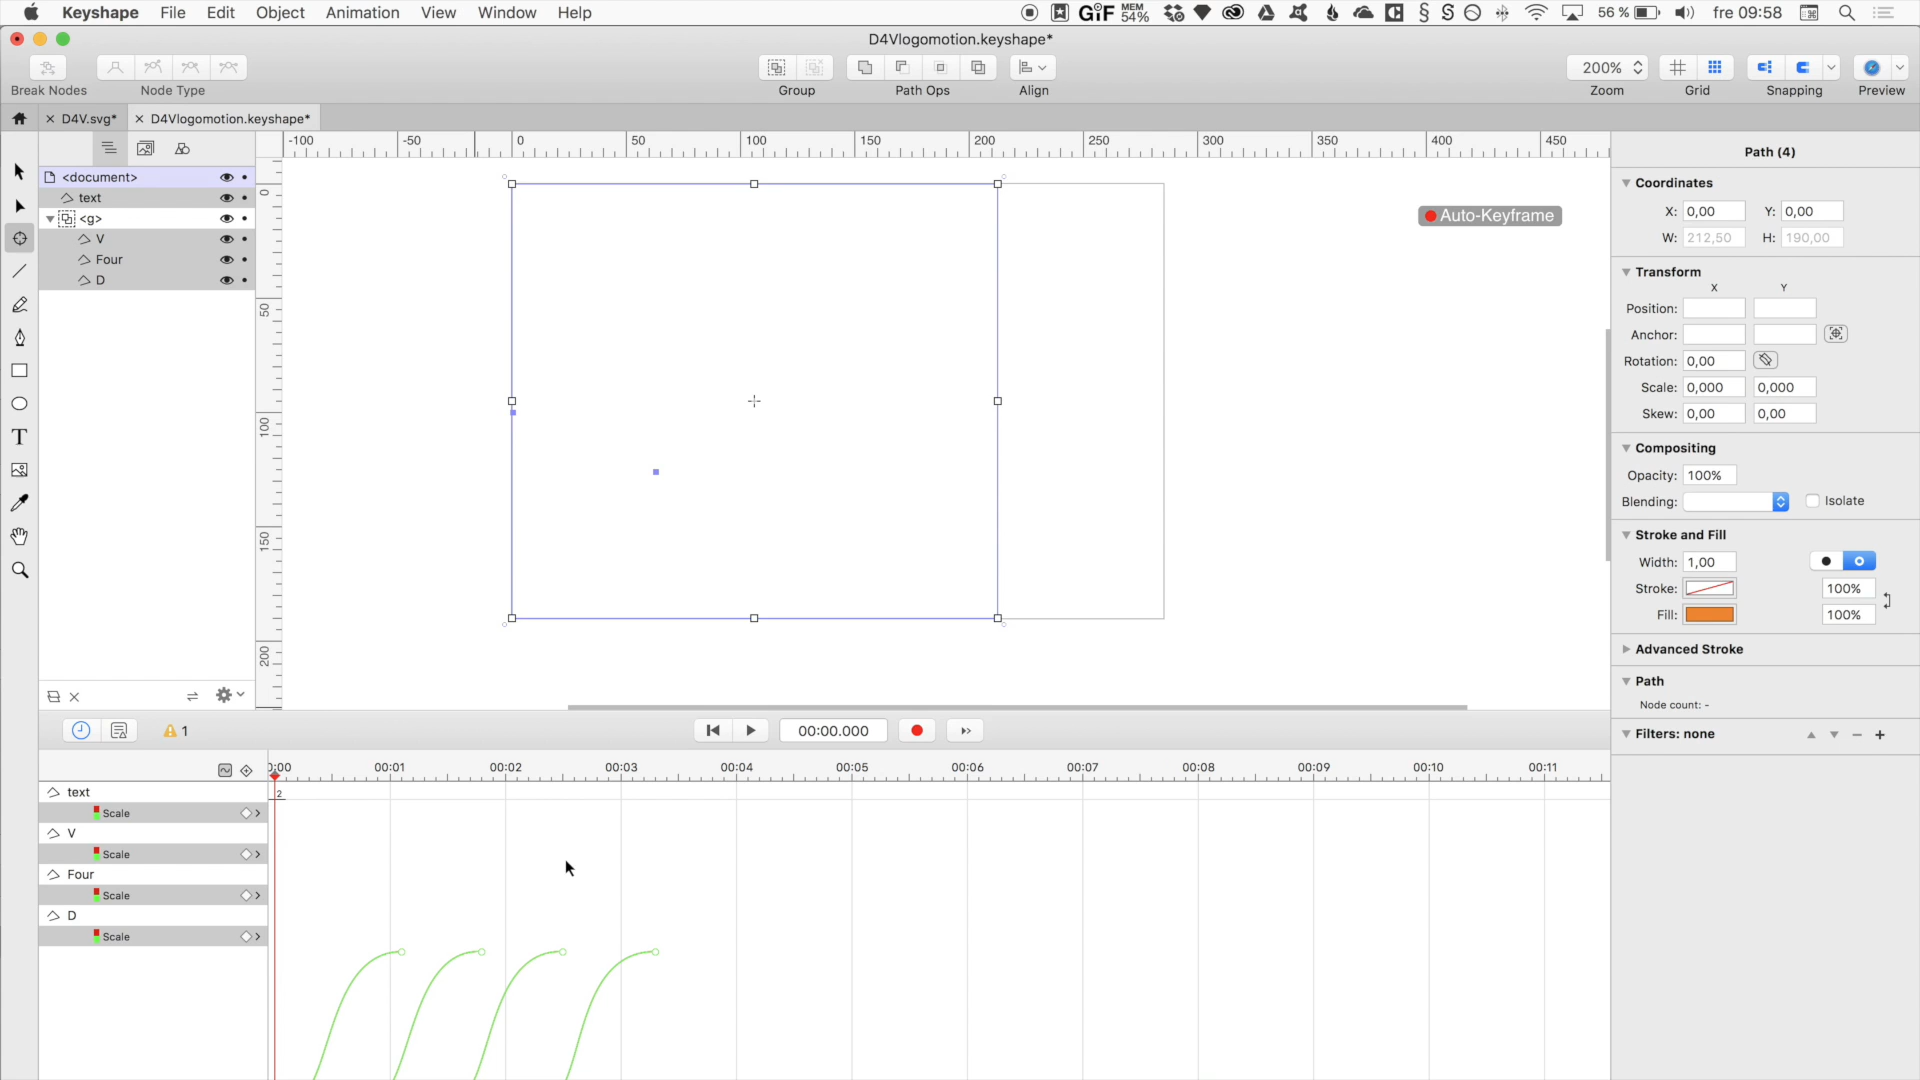 Keyshape File Edit Object Animation View Window Help GiF MEM 54% 56 % fre 09:58
D4Vlogomotion.keyshape*
200%
Break Nodes Node Type Group Path Ops Align Zoom Grid Snapping Preview
D4V.svg* D4Vlogomotion.keyshape*
-100 -50 0 50 100 150 200 250 300 350 400 450
0 50 100 150 200
<document>
text
<g>
V
Four
D
Auto-Keyframe
Path (4)
Coordinates
X: 0,00 Y: 0,00
W: 212,50 H: 190,00
Transform
X Y
Position:
Anchor:
Rotation: 0,00
Scale: 0,000 0,000
Skew: 0,00 0,00
Compositing
Opacity: 100%
Blending: Isolate
Stroke and Fill
Width: 1,00
Stroke: 100%
Fill: 100%
Advanced Stroke
Path
Node count: -
Filters: none
1 00:00.000
0:00 00:01 00:02 00:03 00:04 00:05 00:06 00:07 00:08 00:09 00:10 00:11
text
2
Scale
V
Scale
Four
Scale
D
Scale